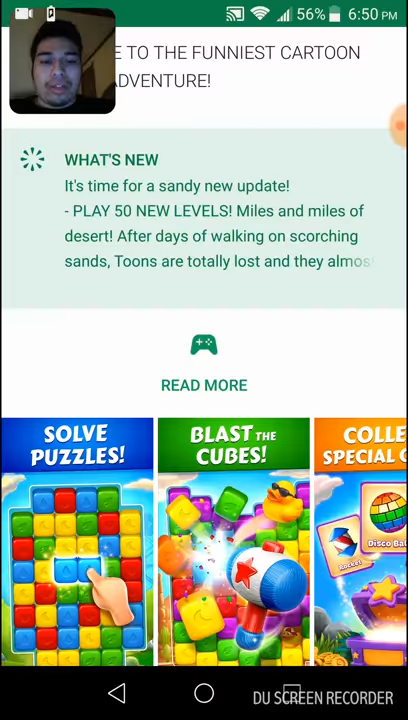 56% 6:50 PM
E TO THE FUNNIEST CARTOON
ADVENTURE!
WHAT'S NEW
It's time for a sandy new update!
- PLAY 50 NEW LEVELS! Miles and miles of
desert! After days of walking on scorching
sands, Toons are totally lost and they almos
READ MORE
SOLVE
PUZZLES!
BLAST THE
CUBES!
COLLE
SPECIAL
Rocket
Disco Bal
DU SCREEN RECORDER